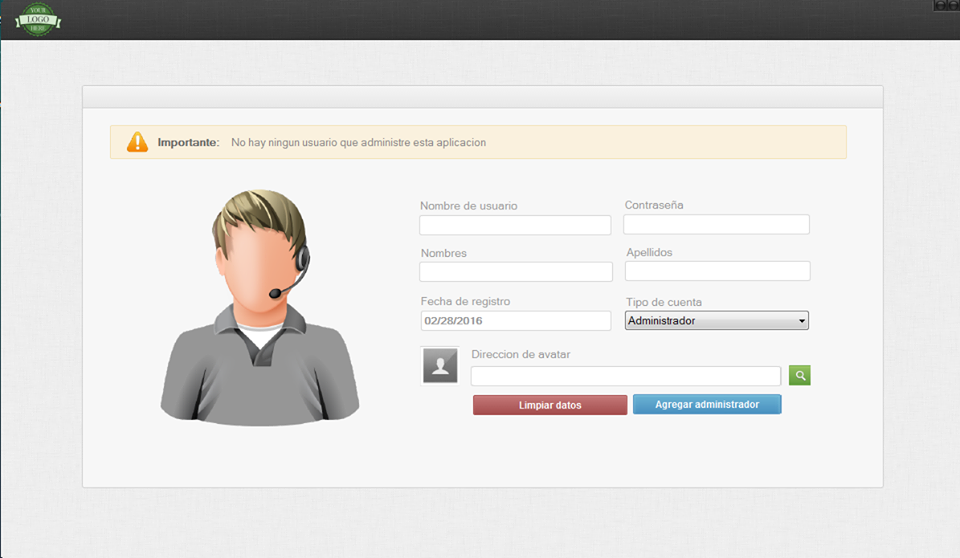 YOUR
LOGO
HERE
Importante: No hay ningun usuario que administre esta aplicacion
Nombre de usuario
Contraseña
Nombres
Apellidos
Fecha de registro
Tipo de cuenta
02/28/2016
Administrador
Direccion de avatar
Limpiar datos
Agregar administrador